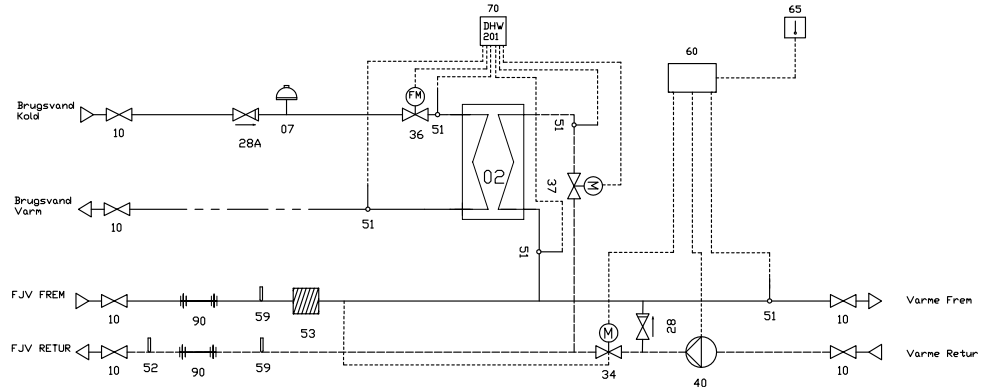 70
65
DHW
201
60
Brugsvand
Kold
FM
10
28A
07
36
51
51
02
37
M
Brugsvand
Varm
10
51
51
FJV FREM
Varme Frem
10
90
59
53
82
51
10
M
FJV RETUR
Varme Retur
10
52
90
59
34
40
10